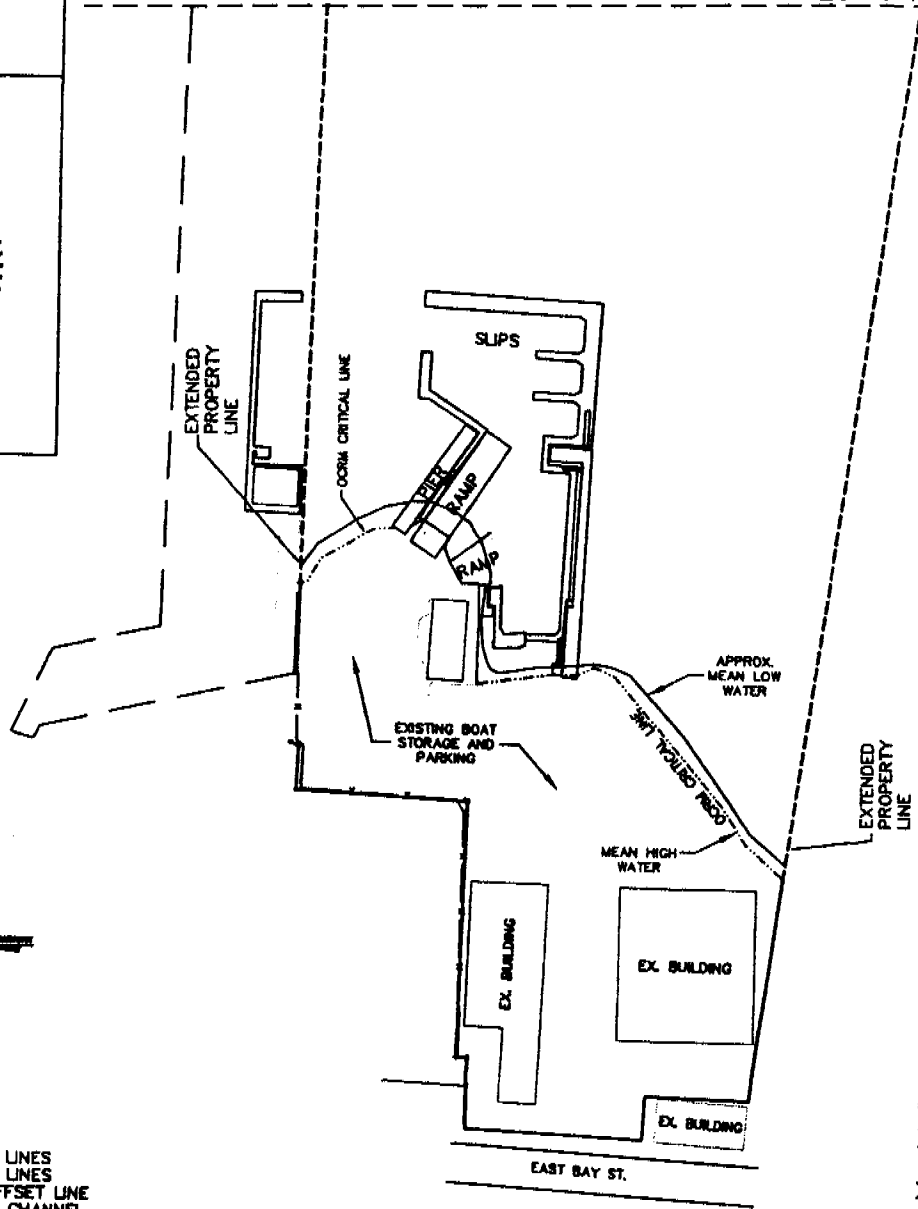 EXTENDED
PROPERTY
LINE
OCRM CRITICAL LINE
SLIPS
PIER
RAMP
RAMP
APPROX.
MEAN LOW
WATER
EXISTING BOAT
STORAGE AND
PARKING
OCRM CRITICAL LINE
EXTENDED
PROPERTY
LINE
MEAN HIGH
WATER
EX. BUILDING
EX. BUILDING
EX. BUILDING
EAST BAY ST.
LINES
LINES
OFFSET LINE
CHANNEL